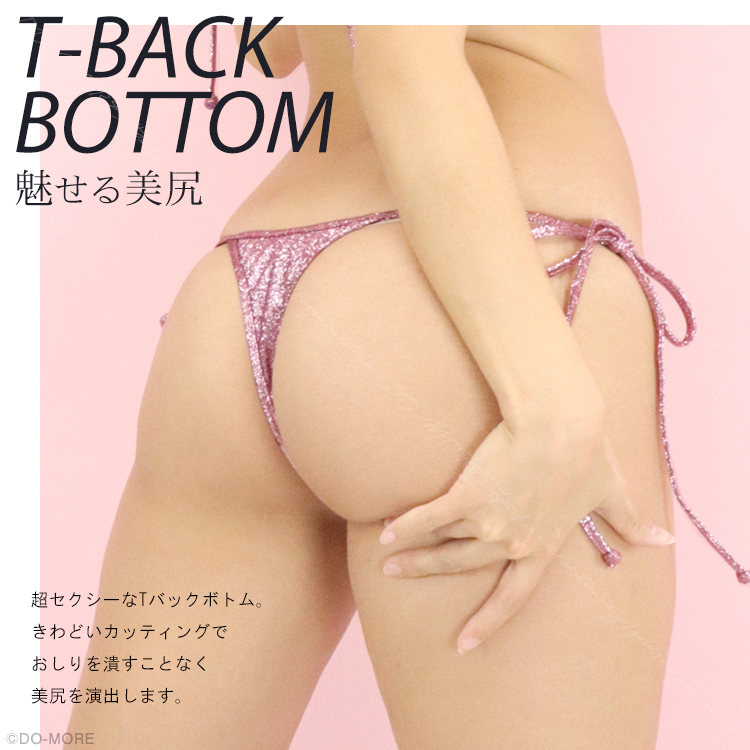 T-BACK
BOTTOM
魅せる美尻
超セクシーなTバックボトム。
きわどいカッティングで
おしりを潰すことなく
美尻を演出します。
©DO-MORE